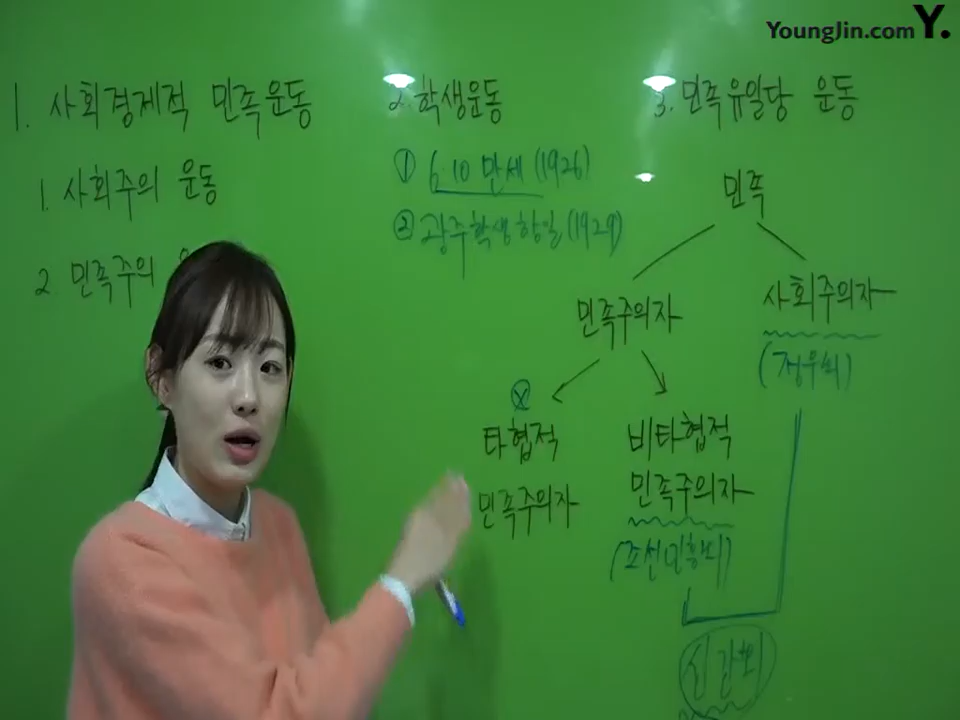 YoungJin.com Y.
1. 사회경제적 민족운동
1. 사회주의 운동
2. 민족주의
2. 학생운동
① 6·10 만세 (1926)
② 광주학생항일 (1929)
3. 민족유일당 운동
민족
민족주의자
사회주의자
(정우회)
ⓧ
타협적
민족주의자
비타협적
민족주의자
(조선민흥회)
신간회